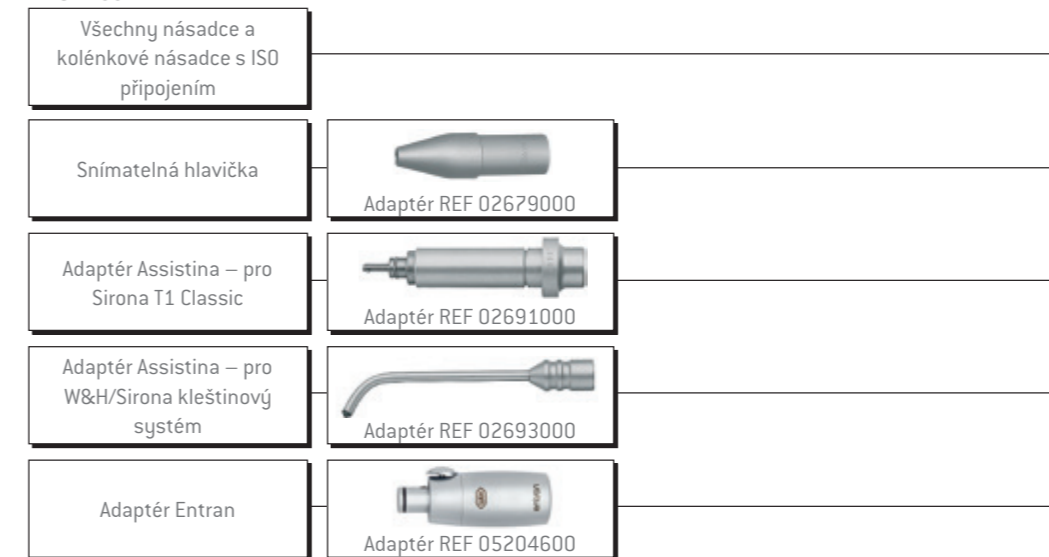 Všechny násadce a
kolénkové násadce s ISO
připojením
Snímatelná hlavička
Adaptér REF 02679000
Adaptér Assistina – pro
Sirona T1 Classic
Adaptér REF 02691000
Adaptér Assistina – pro
W&H/Sirona kleštinový
systém
Adaptér REF 02693000
Adaptér Entran
Adaptér REF 05204600